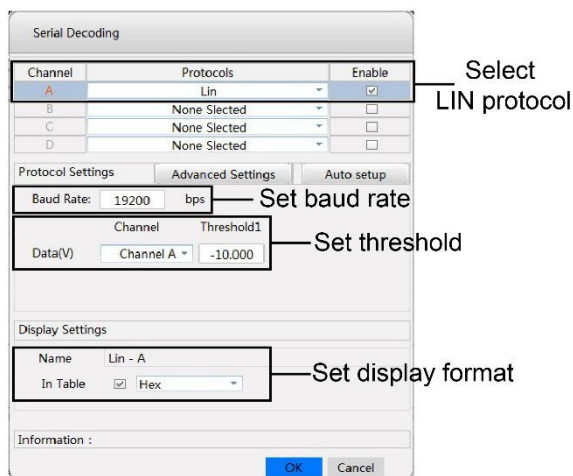 Serial Decoding
Channel Protocols Enable
A Lin
B None Slected
C None Slected
D None Slected
Select
LIN protocol
Protocol Settings Advanced Settings Auto setup
Baud Rate: 19200 bps
Set baud rate
Channel Threshold1
Data(V) Channel A -10.000
Set threshold
Display Settings
Name Lin - A
In Table Hex
Set display format
Information :
OK Cancel